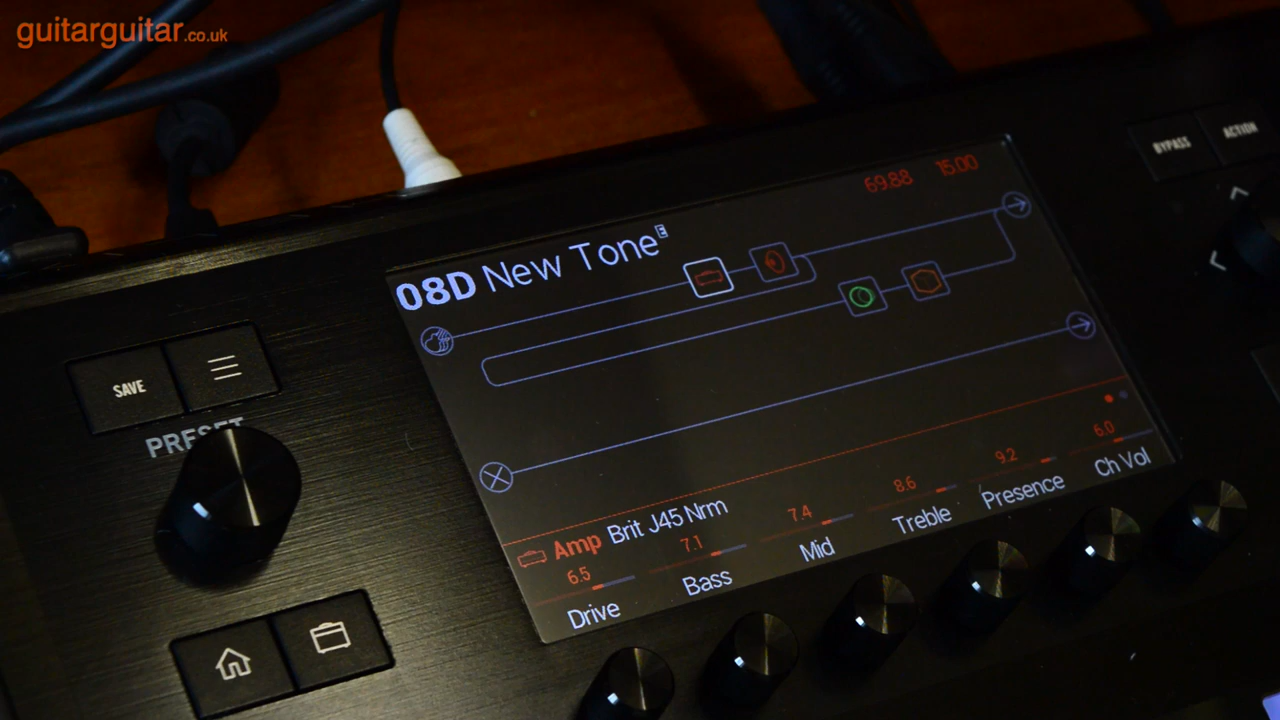 guitarguitar.co.uk
BYPASS
ACTION
69.88 15.00
08D New Tone E
SAVE
PRESET
Amp Brit J45 Nrm
6.5 7.1 7.4 8.6 9.2 6.0
Drive Bass Mid Treble Presence Ch Vol